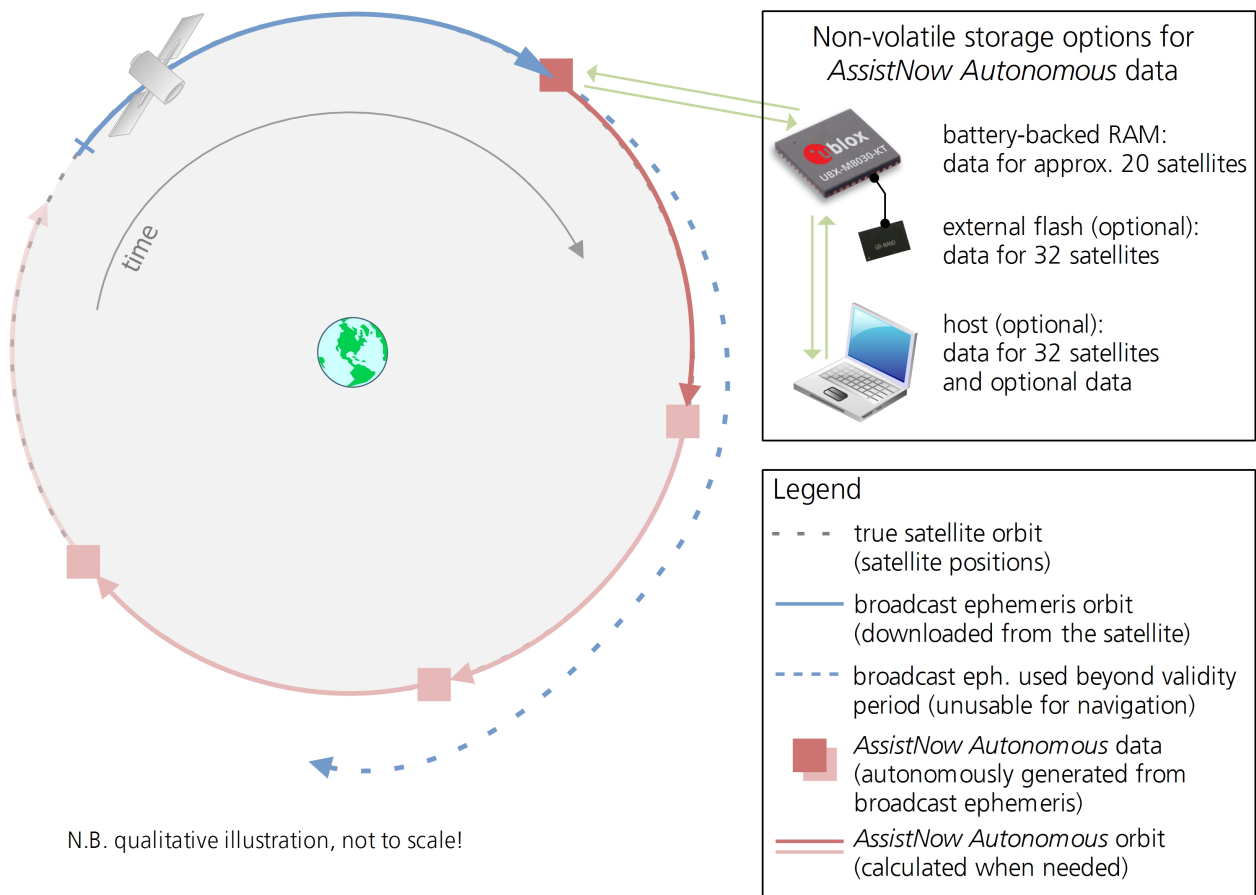 Non-volatile storage options for
AssistNow Autonomous data
ublox
UBX-M8030-KT
battery-backed RAM:
data for approx. 20 satellites
external flash (optional):
data for 32 satellites
host (optional):
data for 32 satellites
and optional data
time
Legend
true satellite orbit
(satellite positions)
broadcast ephemeris orbit
(downloaded from the satellite)
broadcast eph. used beyond validity
period (unusable for navigation)
AssistNow Autonomous data
(autonomously generated from
broadcast ephemeris)
AssistNow Autonomous orbit
(calculated when needed)
N.B. qualitative illustration, not to scale!